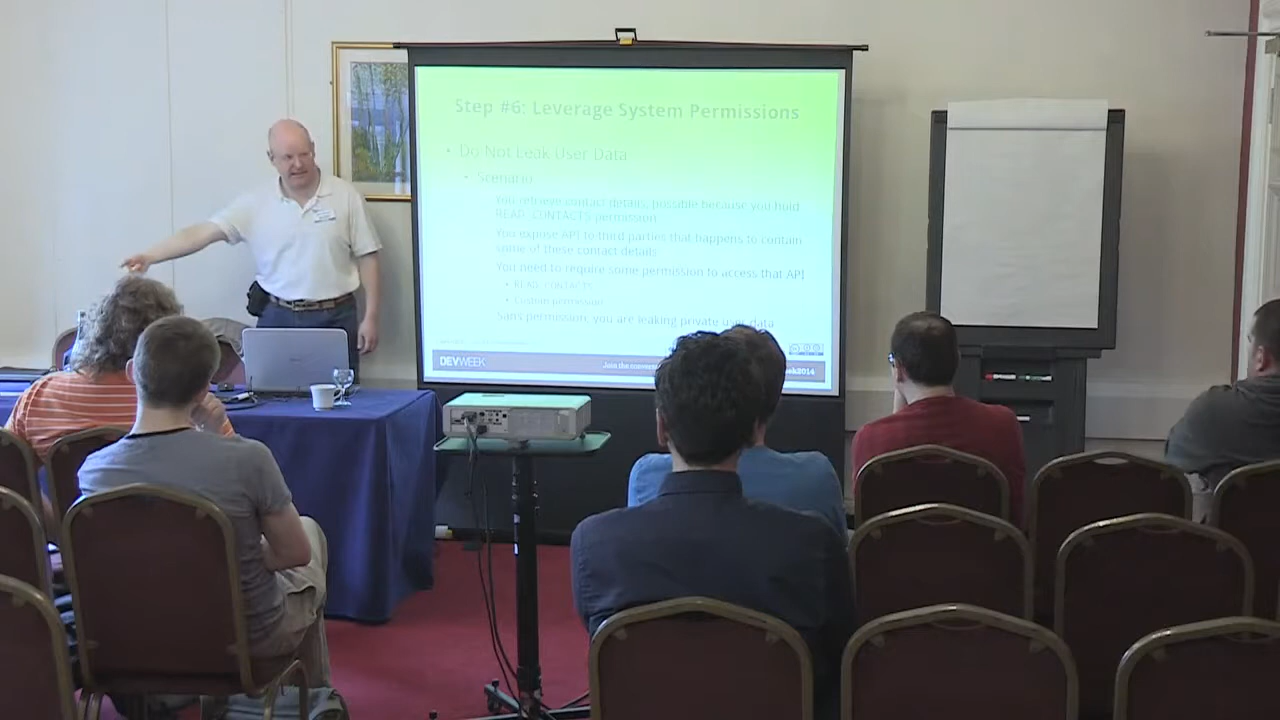 Step #6: Leverage System Permissions
• Do Not Leak User Data
• Scenario
You retrieve contact details, possible because you hold
READ_CONTACTS permission
You expose API to third parties that happens to contain
some of these contact details
You need to require some permission to access that API
• READ_CONTACTS
• Custom permission
Sans permission, you are leaking private user data
DEVWEEK
Join the
2014